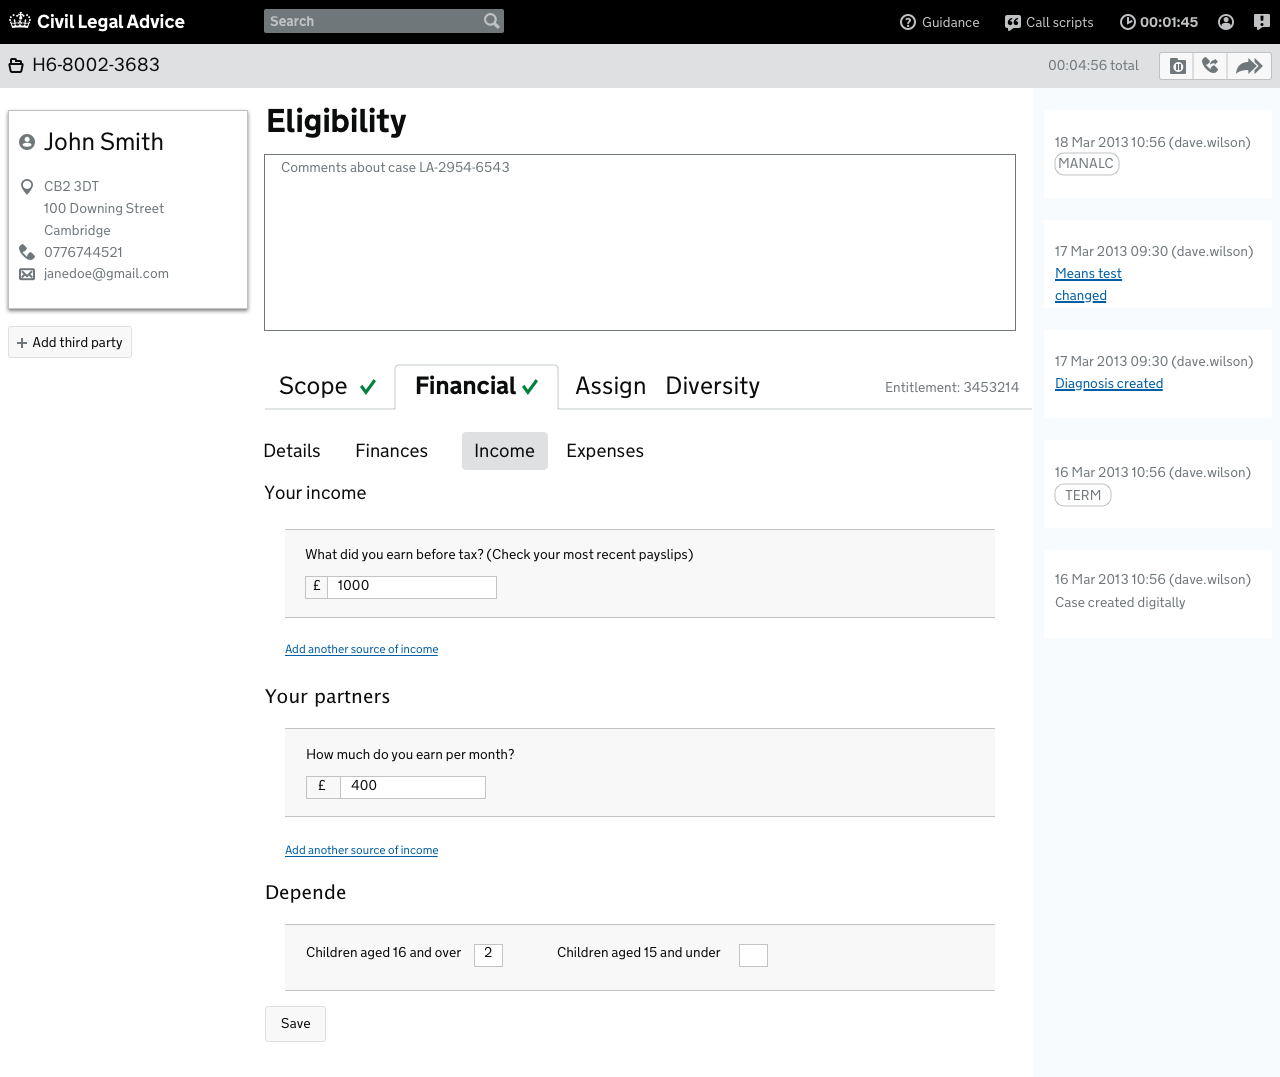 Civil Legal Advice
Search
Guidance
Call scripts
00:01:45
H6-8002-3683
00:04:56 total
John Smith
CB2 3DT
100 Downing Street
Cambridge
0776744521
janedoe@gmail.com
Add third party
Eligibility
Comments about case LA-2954-6543
Scope
Financial
Assign
Diversity
Entitlement: 3453214
Details
Finances
Income
Expenses
Your income
What did you earn before tax? (Check your most recent payslips)
£ 1000
Add another source of income
Your partners
How much do you earn per month?
£ 400
Add another source of income
Depende
Children aged 16 and over 2
Children aged 15 and under
Save
18 Mar 2013 10:56 (dave.wilson)
MANALC
17 Mar 2013 09:30 (dave.wilson)
Means test
changed
17 Mar 2013 09:30 (dave.wilson)
Diagnosis created
16 Mar 2013 10:56 (dave.wilson)
TERM
16 Mar 2013 10:56 (dave.wilson)
Case created digitally